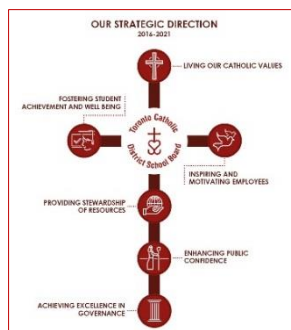 OUR STRATEGIC DIRECTION
2016-2021
LIVING OUR CATHOLIC VALUES
FOSTERING STUDENT
ACHIEVEMENT AND WELL BEING
Toronto Catholic
District School Board
INSPIRING AND
MOTIVATING EMPLOYEES
PROVIDING STEWARDSHIP
OF RESOURCES
ENHANCING PUBLIC
CONFIDENCE
ACHIEVING EXCELLENCE IN
GOVERNANCE